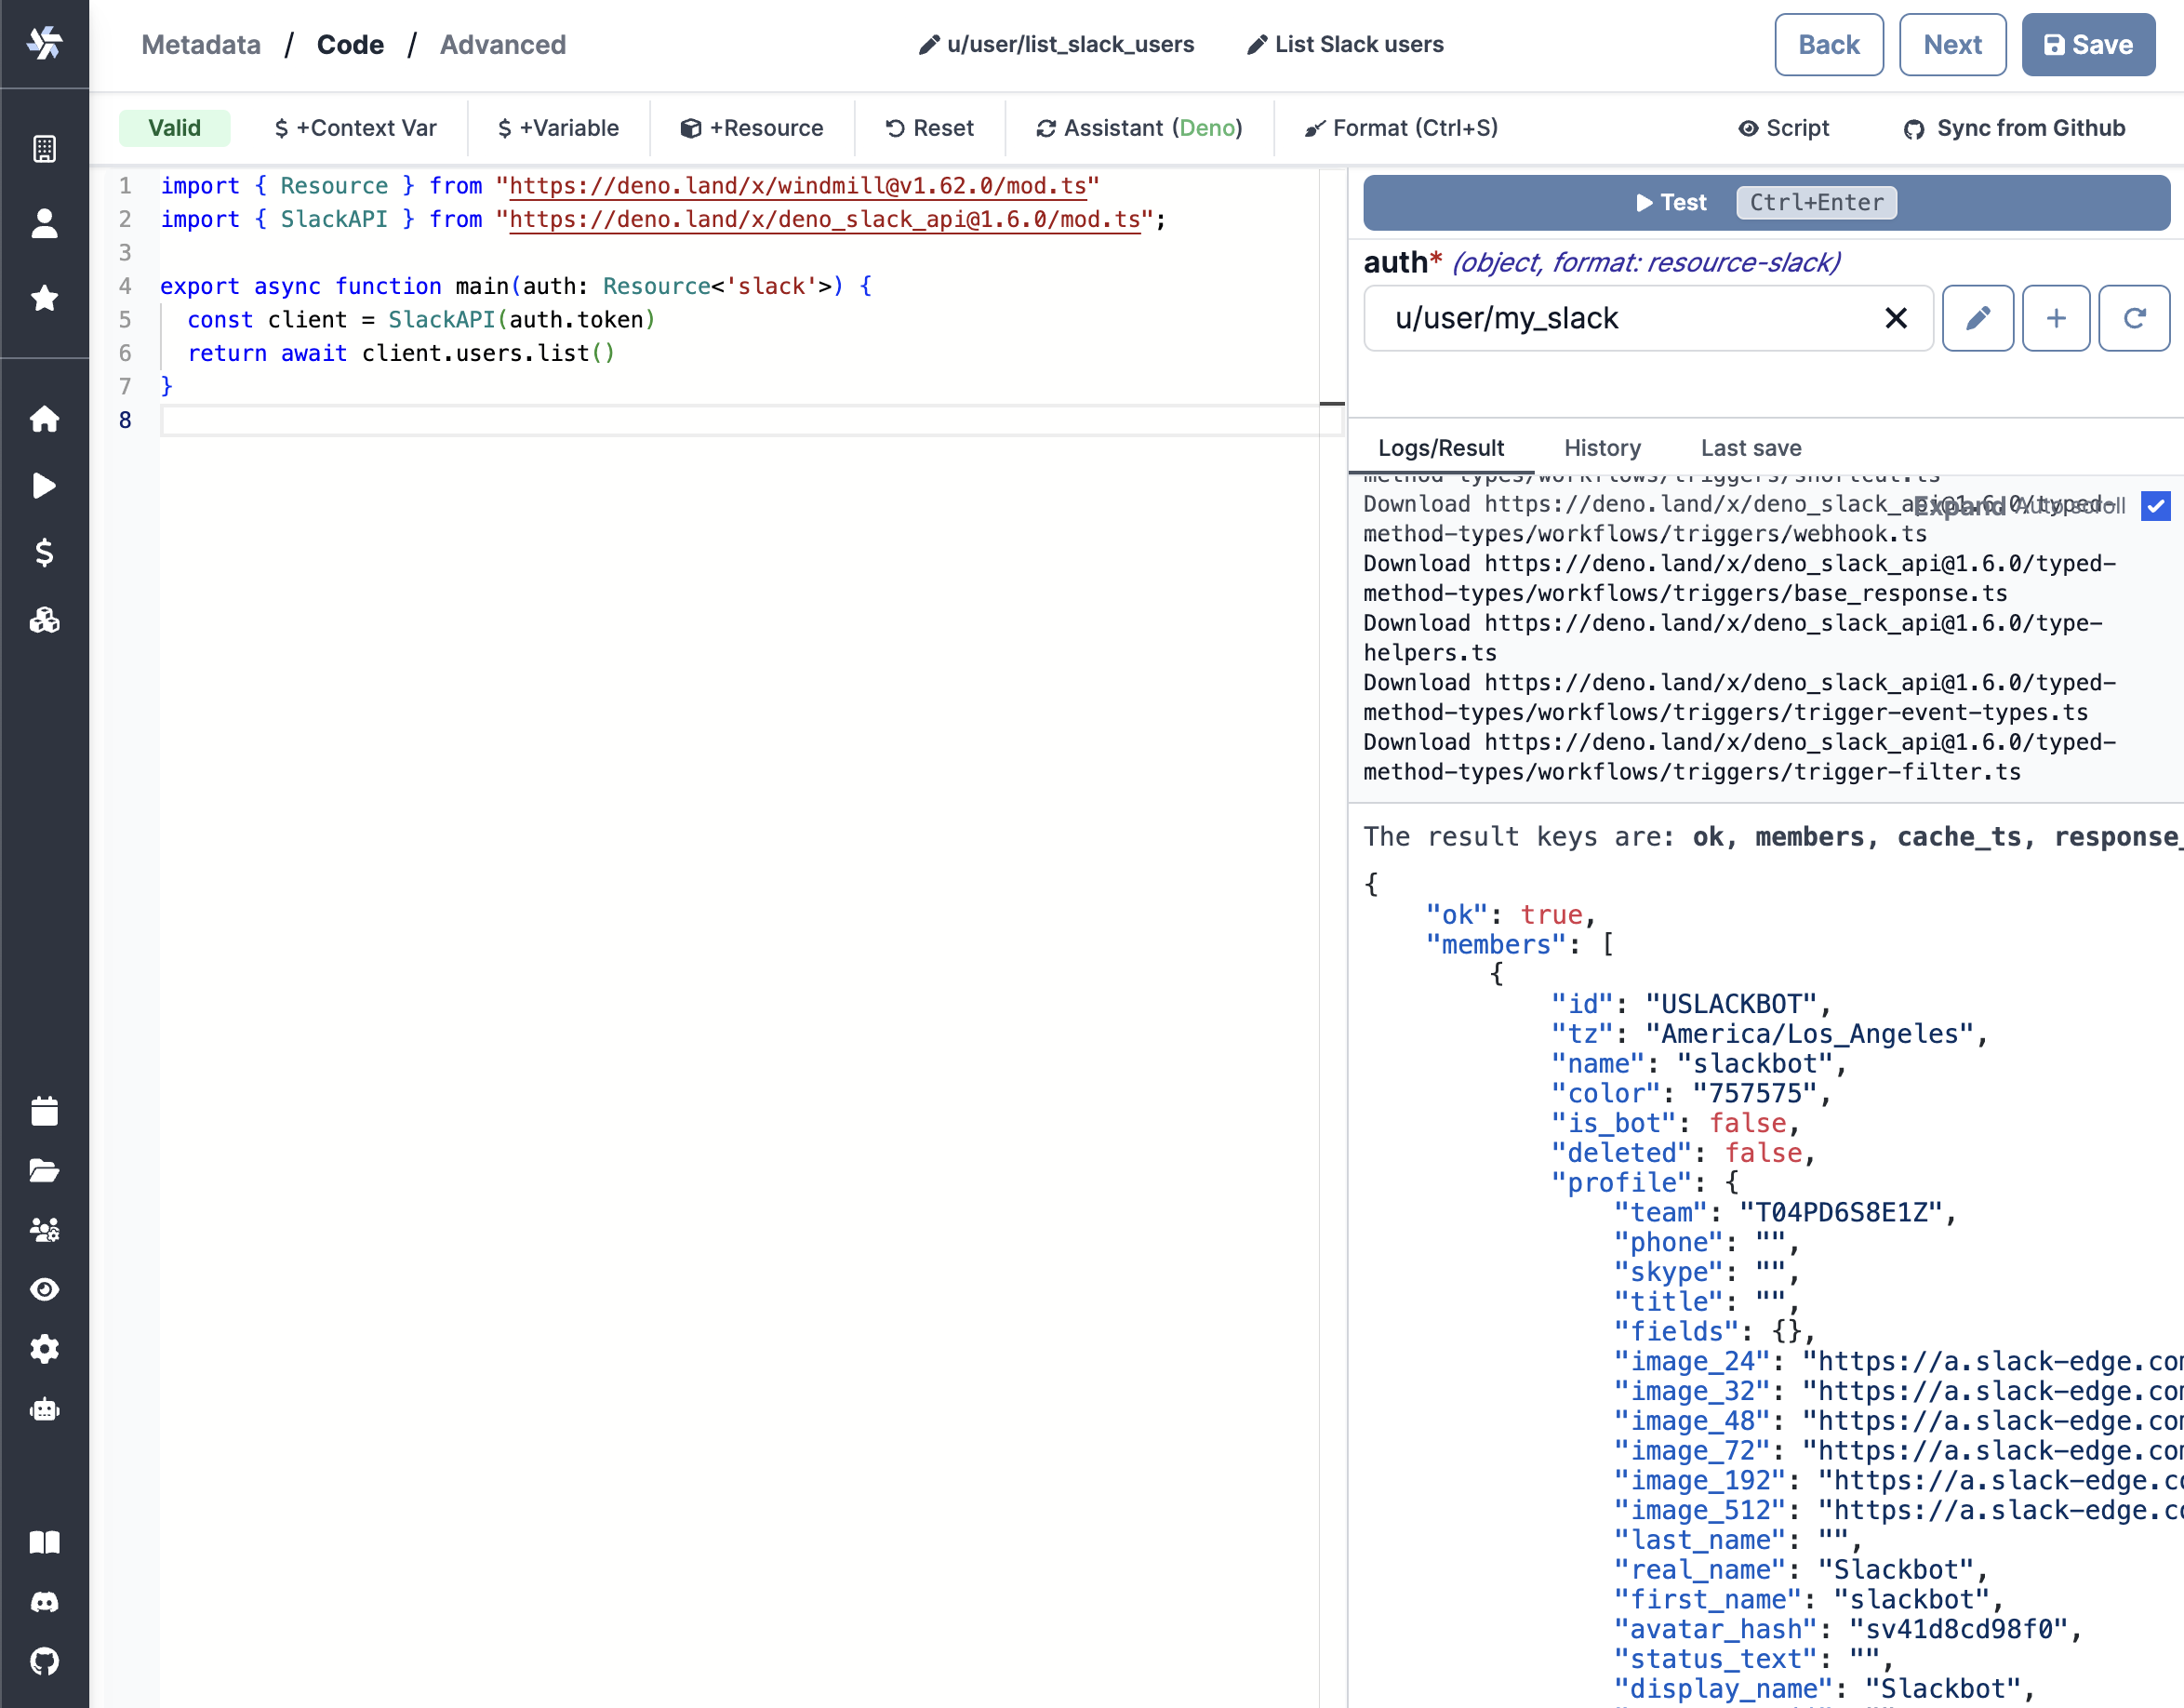 Metadata / Code / Advanced
u/user/list_slack_users
List Slack users
Back
Next
Save
Valid
$ +Context Var
$ +Variable
+Resource
Reset
Assistant (Deno)
Format (Ctrl+S)
Script
Sync from Github
1 import { Resource } from "https://deno.land/x/windmill@v1.62.0/mod.ts"
2 import { SlackAPI } from "https://deno.land/x/deno_slack_api@1.6.0/mod.ts";
3
4 export async function main(auth: Resource<'slack'>) {
5   const client = SlackAPI(auth.token)
6   return await client.users.list()
7 }
8
Test Ctrl+Enter
auth* (object, format: resource-slack)
u/user/my_slack
Logs/Result
History
Last save
method-types/workflows/triggers/shortcut.ts
Download https://deno.land/x/deno_slack_api@1.6.0/typed-
Expand
Auto scroll
method-types/workflows/triggers/webhook.ts
Download https://deno.land/x/deno_slack_api@1.6.0/typed-
method-types/workflows/triggers/base_response.ts
Download https://deno.land/x/deno_slack_api@1.6.0/type-
helpers.ts
Download https://deno.land/x/deno_slack_api@1.6.0/typed-
method-types/workflows/triggers/trigger-event-types.ts
Download https://deno.land/x/deno_slack_api@1.6.0/typed-
method-types/workflows/triggers/trigger-filter.ts
The result keys are: ok, members, cache_ts, response_
{
    "ok": true,
    "members": [
        {
            "id": "USLACKBOT",
            "tz": "America/Los_Angeles",
            "name": "slackbot",
            "color": "757575",
            "is_bot": false,
            "deleted": false,
            "profile": {
                "team": "T04PD6S8E1Z",
                "phone": "",
                "skype": "",
                "title": "",
                "fields": {},
                "image_24": "https://a.slack-edge.com
                "image_32": "https://a.slack-edge.com
                "image_48": "https://a.slack-edge.com
                "image_72": "https://a.slack-edge.com
                "image_192": "https://a.slack-edge.co
                "image_512": "https://a.slack-edge.co
                "last_name": "",
                "real_name": "Slackbot",
                "first_name": "slackbot",
                "avatar_hash": "sv41d8cd98f0",
                "status_text": "",
                "display_name": "Slackbot",